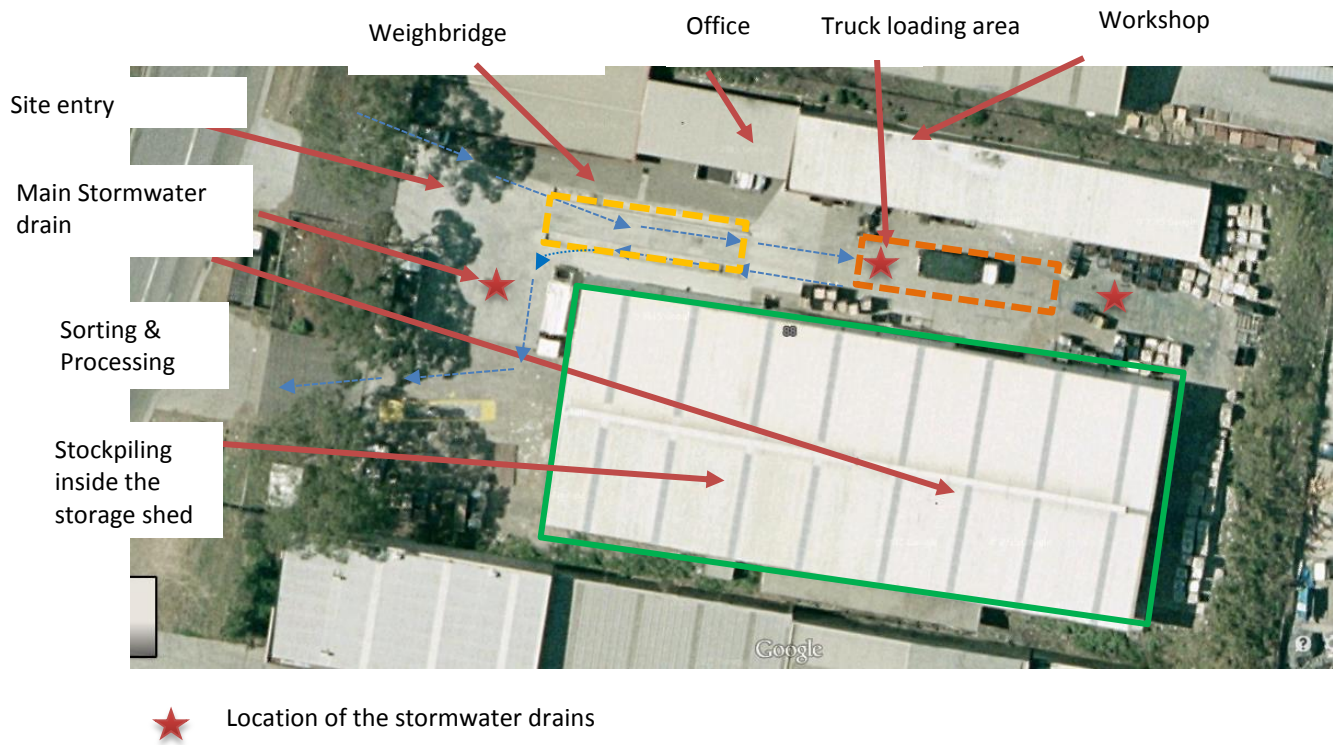 Weighbridge
Office
Truck loading area
Workshop
Site entry
Main Stormwater
drain
Sorting &
Processing
Stockpiling
inside the
storage shed
88
Google
?
Location of the stormwater drains